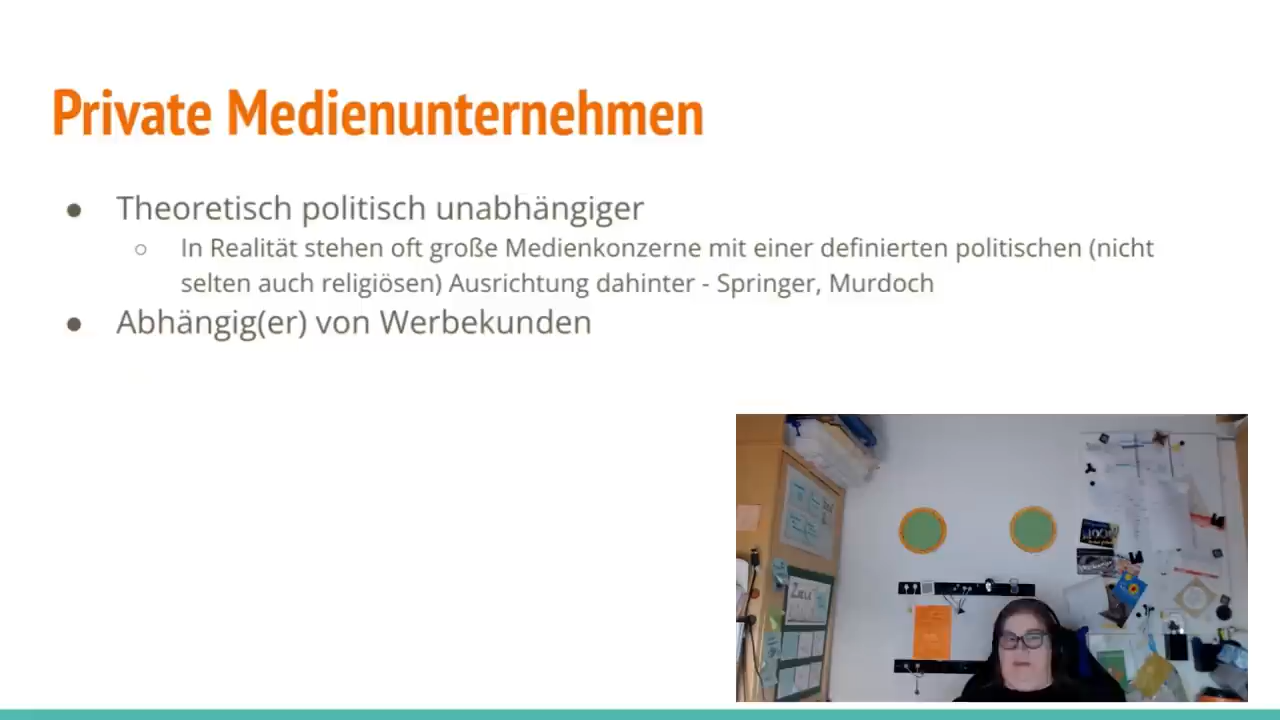 Private Medienunternehmen
● Theoretisch politisch unabhängiger
○ In Realität stehen oft große Medienkonzerne mit einer definierten politischen (nicht
selten auch religiösen) Ausrichtung dahinter - Springer, Murdoch
● Abhängig(er) von Werbekunden